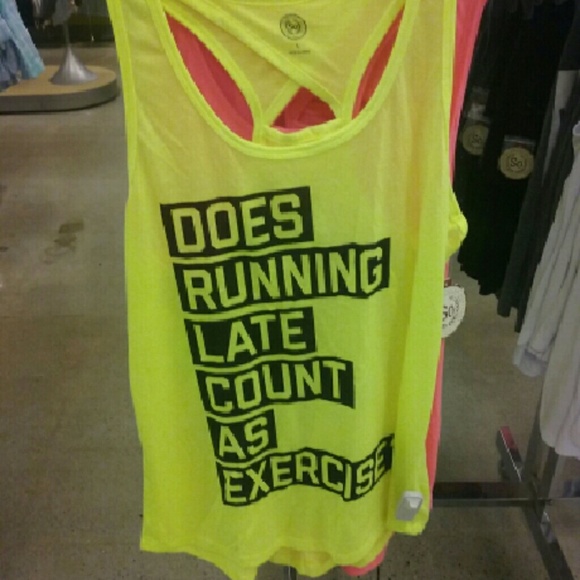 DOES
RUNNING
LATE
COUNT
AS
EXERCISE